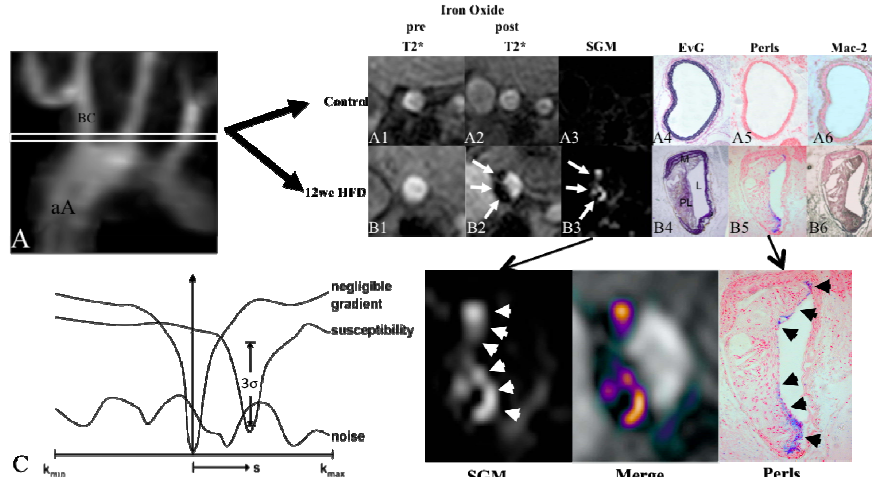 Iron Oxide
pre post
T2* T2* SGM EvG Perls Mac-2
BC
aA
A
Control
A1 A2 A3 A4 A5 A6
12we HFD
M
L
PL
B1 B2 B3 B4 B5 B6
negligible
gradient
susceptibility
3σ
noise
C
kmin s kmax
SGM Merge Perls